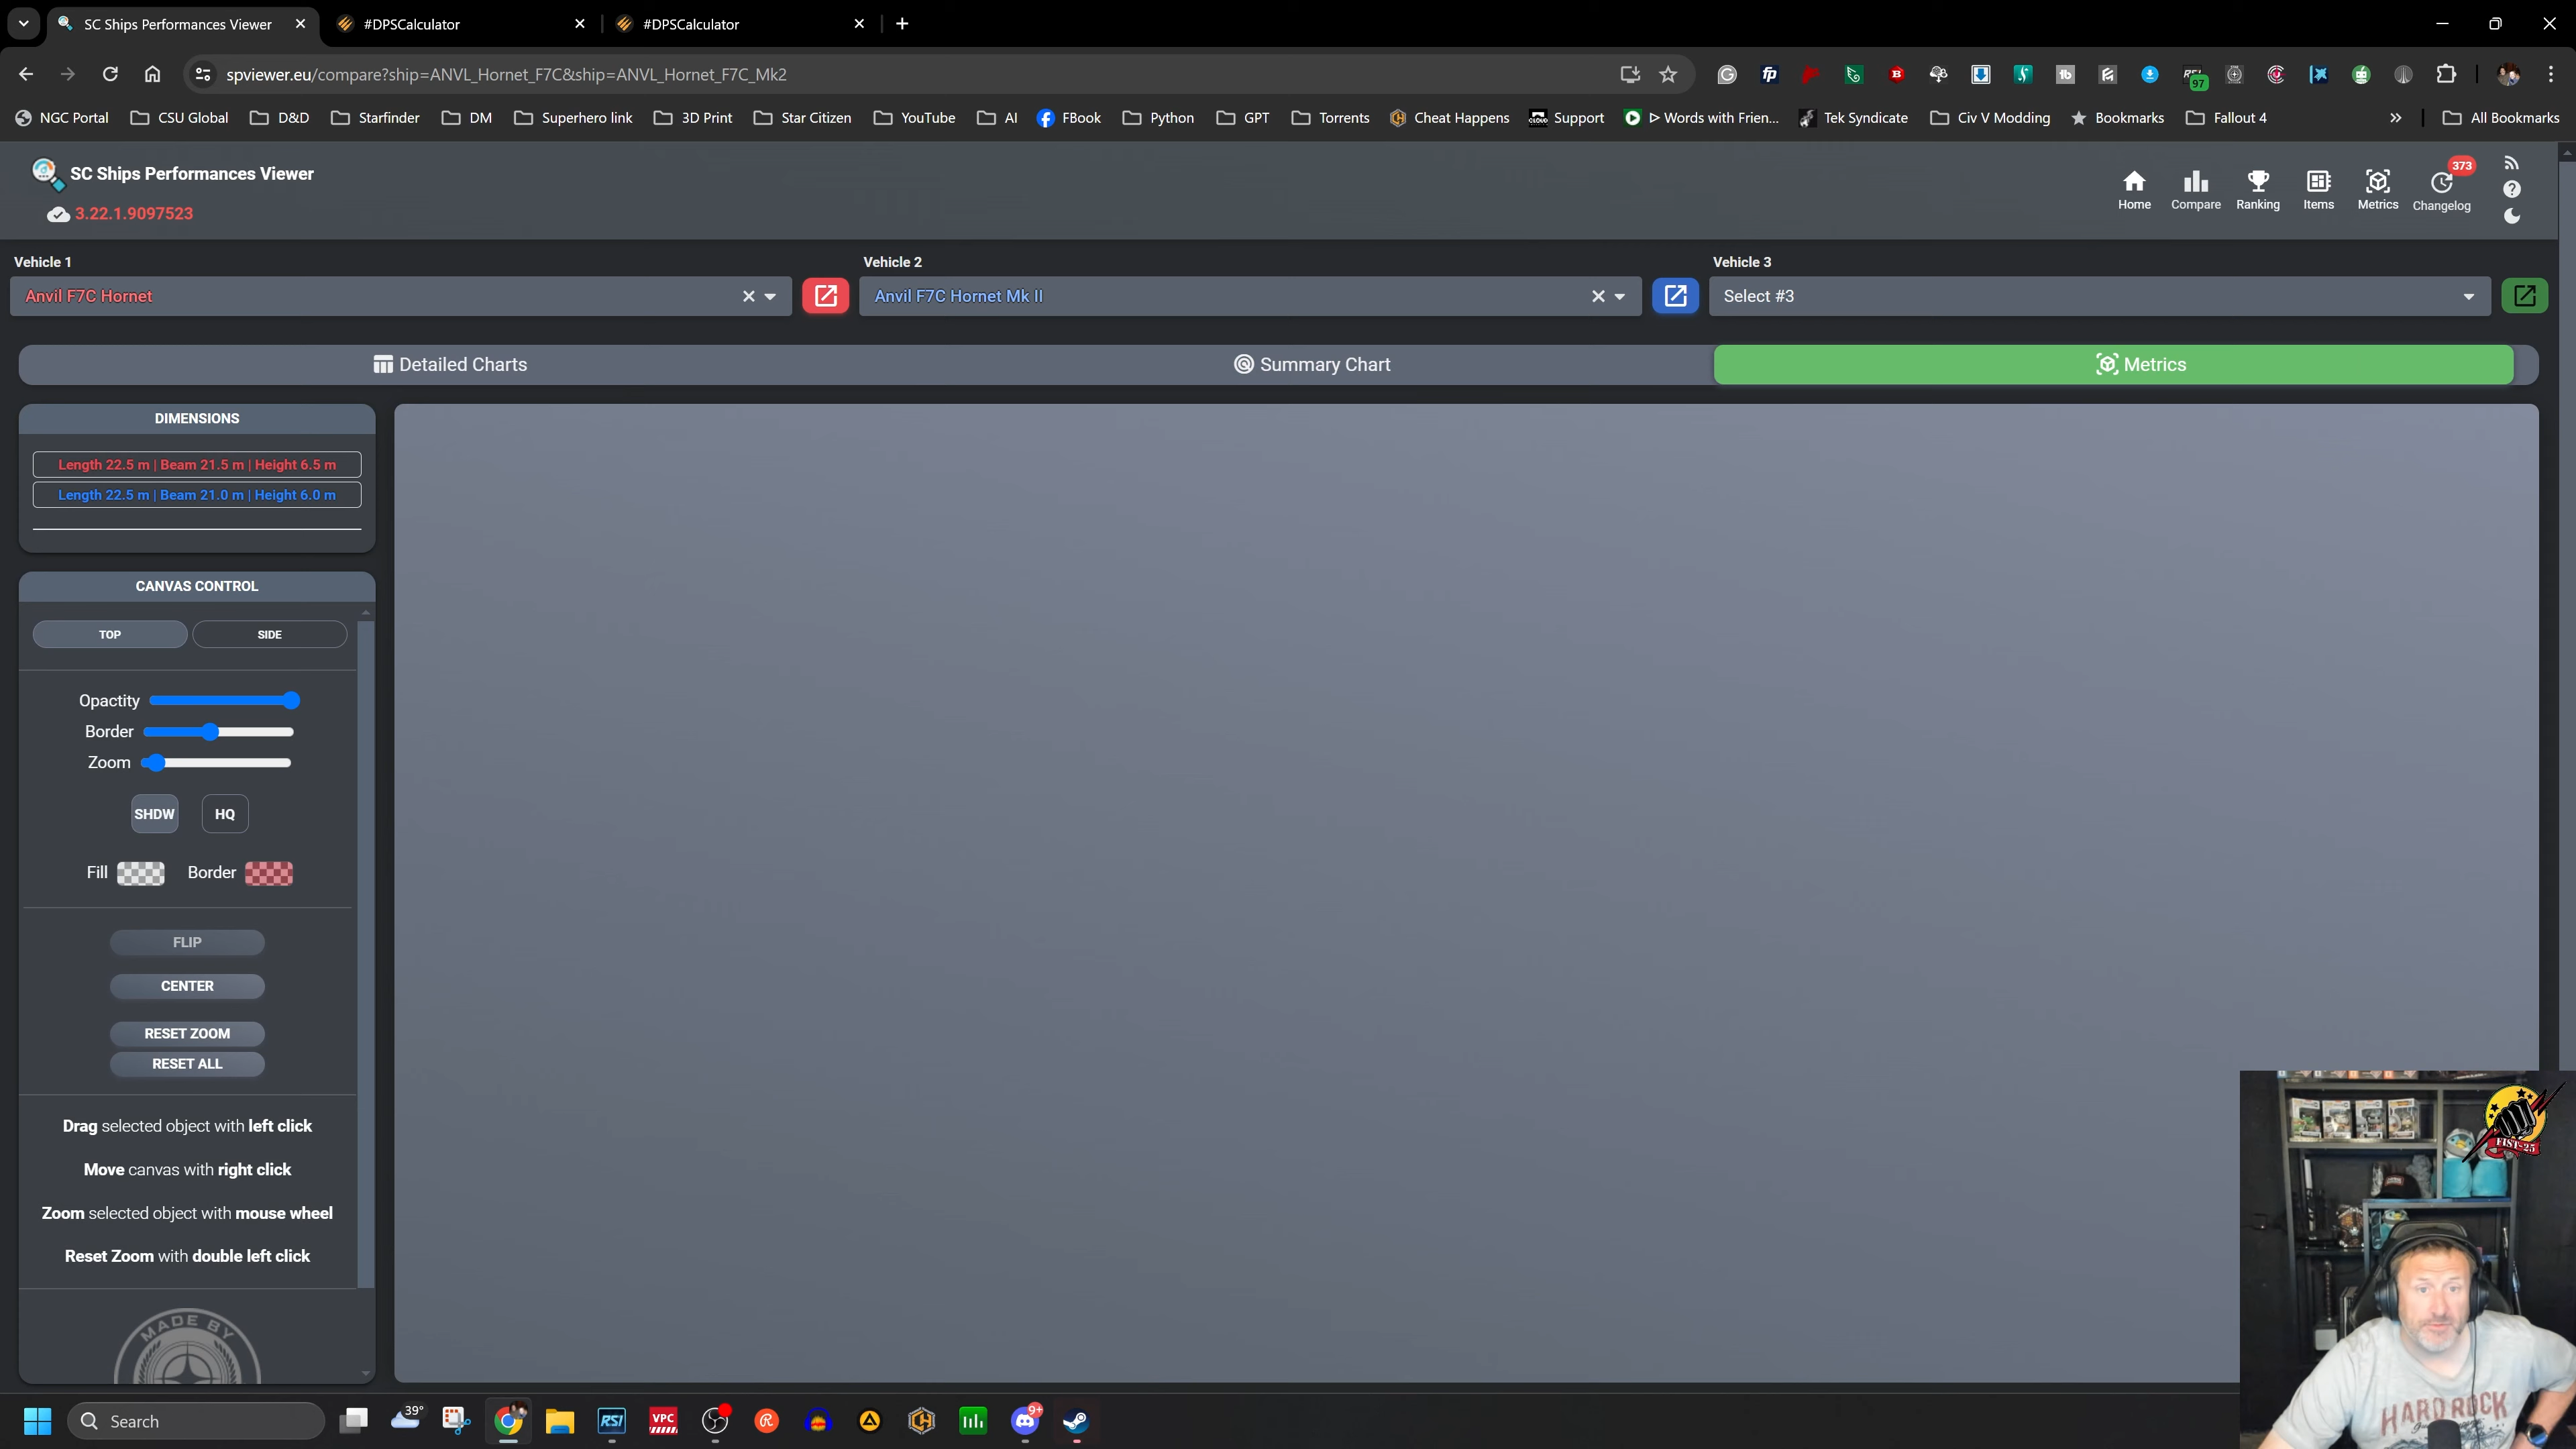 SC Ships Performances Viewer
#DPSCalculator
#DPSCalculator
spviewer.eu/compare?ship=ANVL_Hornet_F7C&ship=ANVL_Hornet_F7C_Mk2
97
NGC Portal
CSU Global
D&D
Starfinder
DM
Superhero link
3D Print
Star Citizen
YouTube
AI
FBook
Python
GPT
Torrents
Cheat Happens
Support
ᐅ Words with Frien...
Tek Syndicate
Civ V Modding
Bookmarks
Fallout 4
All Bookmarks
SC Ships Performances Viewer
3.22.1.9097523
Home
Compare
Ranking
Items
Metrics
373
Changelog
Vehicle 1
Vehicle 2
Vehicle 3
Anvil F7C Hornet
Anvil F7C Hornet Mk II
Select #3
Detailed Charts
Summary Chart
Metrics
DIMENSIONS
Length 22.5 m | Beam 21.5 m | Height 6.5 m
Length 22.5 m | Beam 21.0 m | Height 6.0 m
CANVAS CONTROL
TOP
SIDE
Opactity
Border
Zoom
SHDW
HQ
Fill
Border
FLIP
CENTER
RESET ZOOM
RESET ALL
Drag selected object with left click
Move canvas with right click
Zoom selected object with mouse wheel
Reset Zoom with double left click
MADE BY
FIST-25
HARD ROCK
Search
39°
RSI
VPC
9+